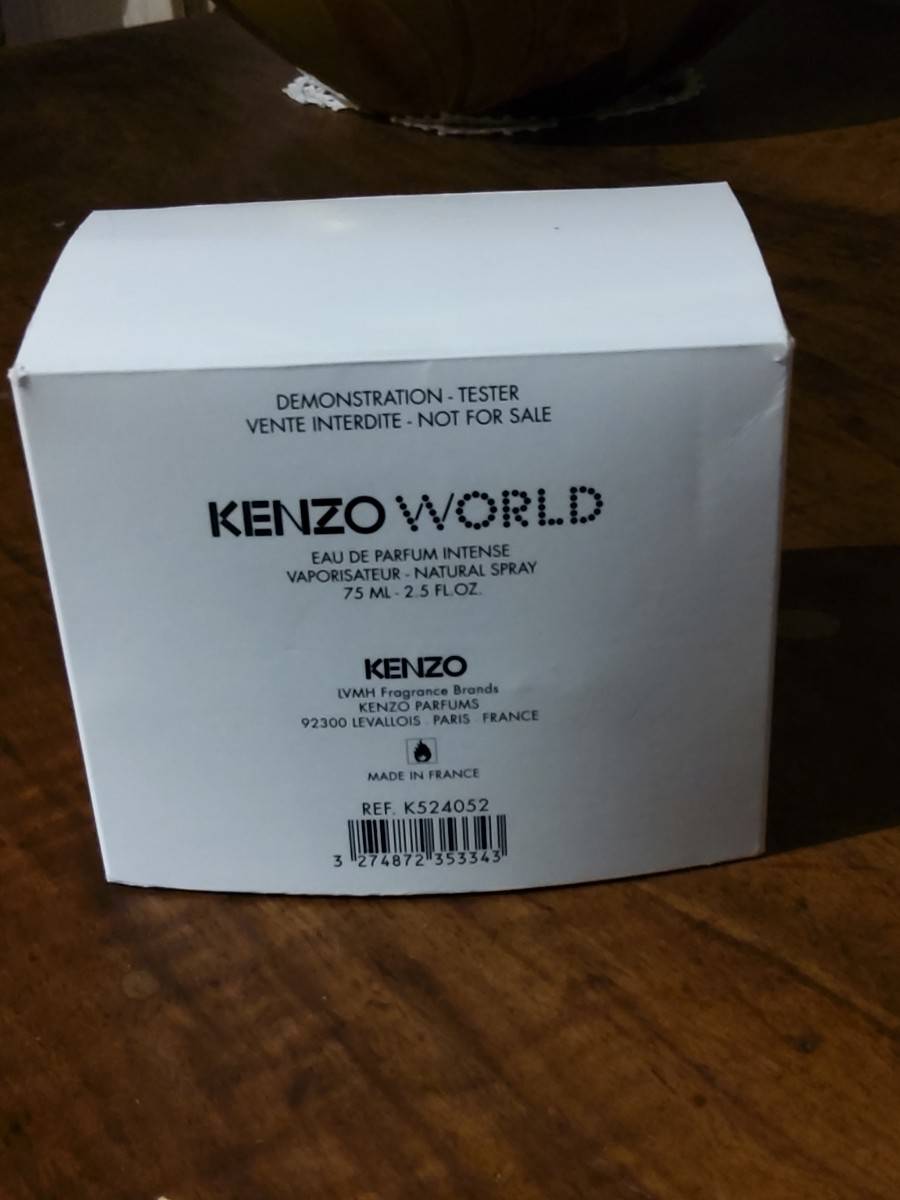 DEMONSTRATION - TESTER
VENTE INTERDITE - NOT FOR SALE
KENZO WORLD
EAU DE PARFUM INTENSE
VAPORISATEUR - NATURAL SPRAY
75 ML - 2.5 FL.OZ.
KENZO
LVMH Fragrance Brands
KENZO PARFUMS
92300 LEVALLOIS . PARIS . FRANCE
MADE IN FRANCE
REF. K524052
3 274872 353343